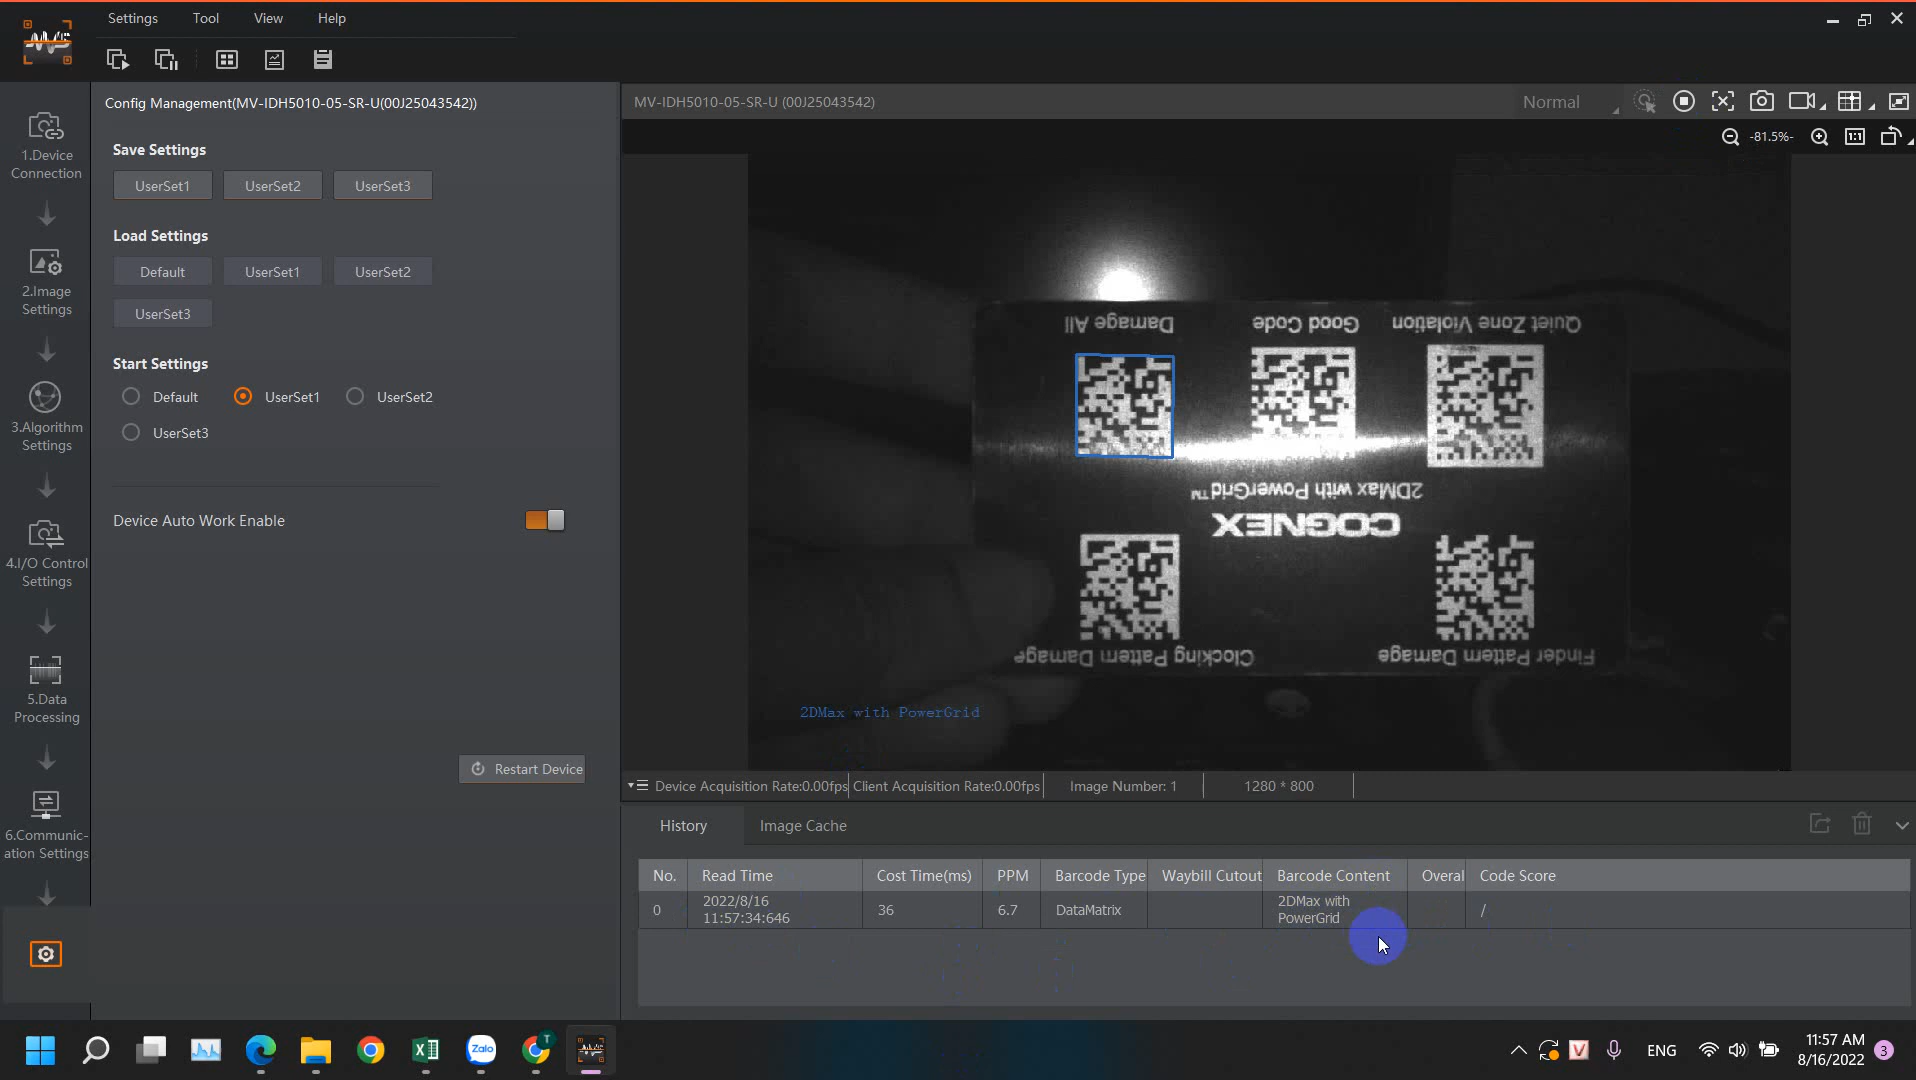 Settings Tool View Help
Config Management(MV-IDH5010-05-SR-U(00J25043542))
Save Settings
UserSet1 UserSet2 UserSet3
Load Settings
Default UserSet1 UserSet2
UserSet3
Start Settings
Default UserSet1 UserSet2
UserSet3
Device Auto Work Enable
Restart Device
1.Device
Connection
2.Image
Settings
3.Algorithm
Settings
4.I/O Control
Settings
5.Data
Processing
6.Communic-
ation Settings
MV-IDH5010-05-SR-U (00J25043542)
Normal
-81.5%-
1:1
Damage All
Good Code
Quiet Zone Violation
2DMax with PowerGrid™
COGNEX
Clocking Pattern Damage
Finder Pattern Damage
2DMax with PowerGrid
Device Acquisition Rate:0.00fps Client Acquisition Rate:0.00fps Image Number: 1 1280 * 800
History Image Cache
No. Read Time Cost Time(ms) PPM Barcode Type Waybill Cutout Barcode Content Overal Code Score
0 2022/8/16 11:57:34:646 36 6.7 DataMatrix 2DMax with PowerGrid /
Zalo
T
V
ENG
11:57 AM
8/16/2022
3